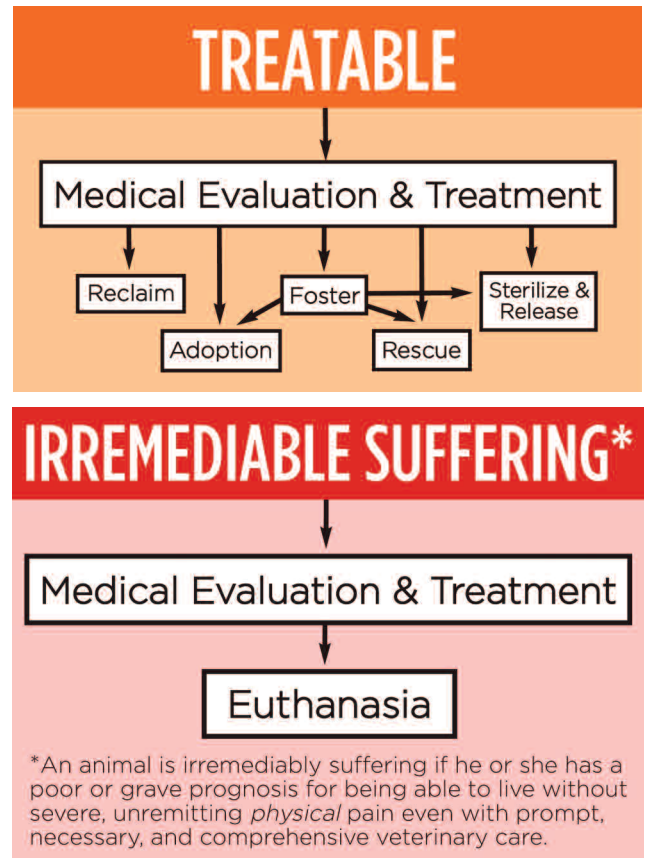 TREATABLE
Medical Evaluation & Treatment
Reclaim
Foster
Sterilize &
Release
Adoption
Rescue
IRREMEDIABLE SUFFERING*
Medical Evaluation & Treatment
Euthanasia
*An animal is irremediably suffering if he or she has a
poor or grave prognosis for being able to live without
severe, unremitting physical pain even with prompt,
necessary, and comprehensive veterinary care.